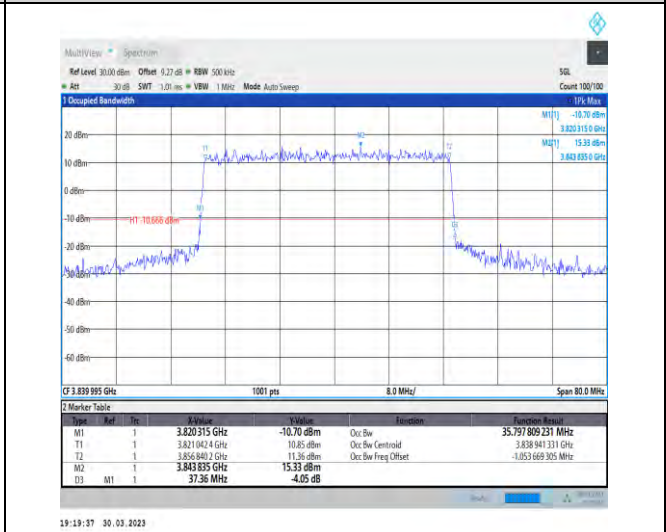 MultiView Spectrum
Ref Level 30.00 dBm Offset 9.27 dB RBW 500 kHz SGL
Att 30 dB SWT 1.01 ms VBW 1 MHz Mode Auto Sweep Count 100/100
1 Occupied Bandwidth 1Pk Max
M1[1] -10.70 dBm
3.820 315 0 GHz
M2[1] 15.33 dBm
3.843 835 0 GHz
20 dBm
M2
T1 T2
10 dBm
0 dBm
M1
-10 dBm H1 -10.666 dBm
D3
-20 dBm
-30 dBm
-40 dBm
-50 dBm
-60 dBm
CF 3.839 995 GHz 1001 pts 8.0 MHz/ Span 80.0 MHz
2 Marker Table
Type Ref Trc X-Value Y-Value Function Function Result
M1 1 3.820 315 GHz -10.70 dBm Occ Bw 35.797 809 231 MHz
T1 1 3.821 042 4 GHz 10.85 dBm Occ Bw Centroid 3.838 941 331 GHz
T2 1 3.856 840 2 GHz 11.36 dBm Occ Bw Freq Offset -1.053 669 305 MHz
M2 1 3.843 835 GHz 15.33 dBm
D3 M1 1 37.36 MHz -4.05 dB
19:19:37 30.03.2023